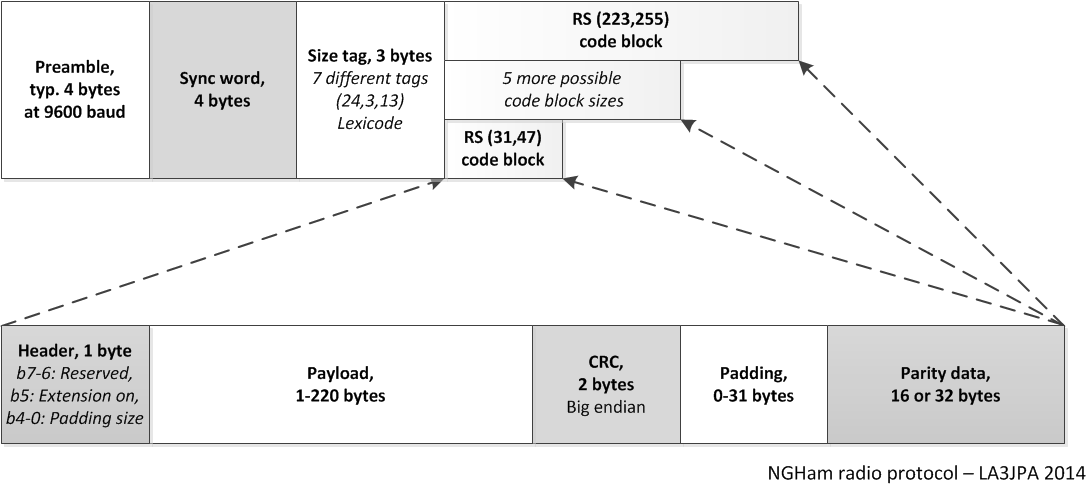 Preamble,
typ. 4 bytes
at 9600 baud
Sync word,
4 bytes
Size tag, 3 bytes
7 different tags
(24,3,13)
Lexicode
RS (223,255)
code block
5 more possible
code block sizes
RS (31,47)
code block
Header, 1 byte
b7-6: Reserved,
b5: Extension on,
b4-0: Padding size
Payload,
1-220 bytes
CRC,
2 bytes
Big endian
Padding,
0-31 bytes
Parity data,
16 or 32 bytes
NGHam radio protocol – LA3JPA 2014